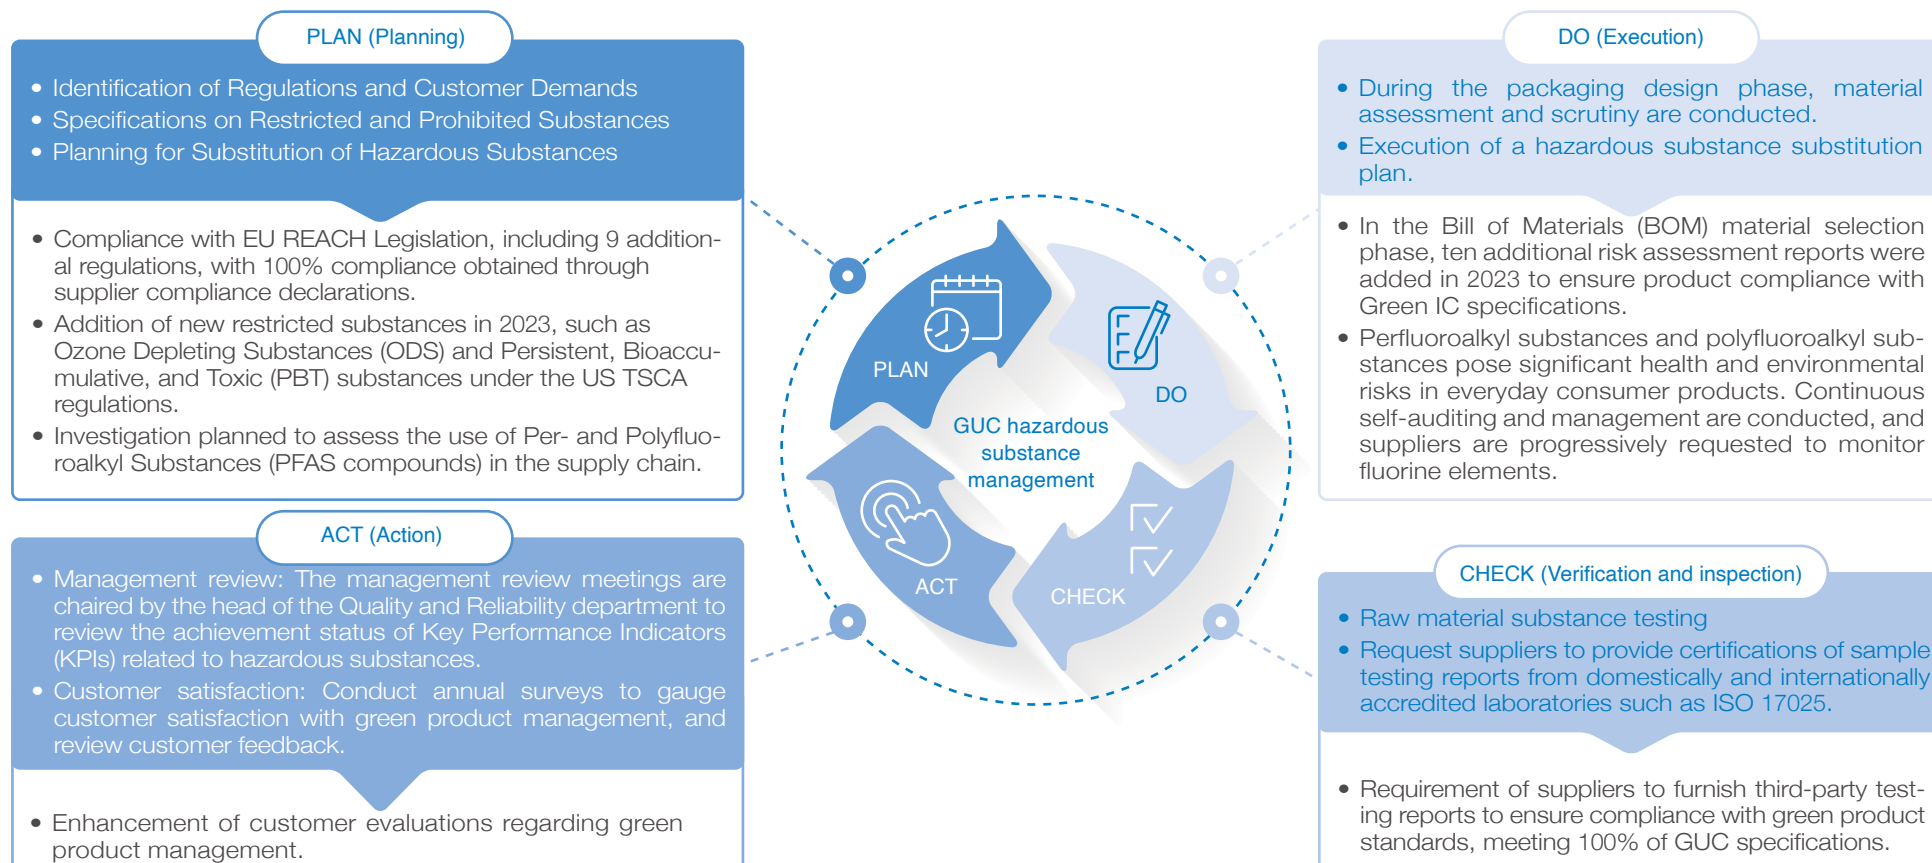 PLAN (Planning)
• Identification of Regulations and Customer Demands
• Specifications on Restricted and Prohibited Substances
• Planning for Substitution of Hazardous Substances
• Compliance with EU REACH Legislation, including 9 addition-
al regulations, with 100% compliance obtained through
supplier compliance declarations.
• Addition of new restricted substances in 2023, such as
Ozone Depleting Substances (ODS) and Persistent, Bioaccu-
mulative, and Toxic (PBT) substances under the US TSCA
regulations.
• Investigation planned to assess the use of Per- and Polyfluo-
roalkyl Substances (PFAS compounds) in the supply chain.
DO (Execution)
• During the packaging design phase, material
assessment and scrutiny are conducted.
• Execution of a hazardous substance substitution
plan.
• In the Bill of Materials (BOM) material selection
phase, ten additional risk assessment reports were
added in 2023 to ensure product compliance with
Green IC specifications.
• Perfluoroalkyl substances and polyfluoroalkyl sub-
stances pose significant health and environmental
risks in everyday consumer products. Continuous
self-auditing and management are conducted, and
suppliers are progressively requested to monitor
fluorine elements.
PLAN
DO
GUC hazardous
substance
management
ACT
CHECK
ACT (Action)
• Management review: The management review meetings are
chaired by the head of the Quality and Reliability department to
review the achievement status of Key Performance Indicators
(KPIs) related to hazardous substances.
• Customer satisfaction: Conduct annual surveys to gauge
customer satisfaction with green product management, and
review customer feedback.
• Enhancement of customer evaluations regarding green
product management.
CHECK (Verification and inspection)
• Raw material substance testing
• Request suppliers to provide certifications of sample
testing reports from domestically and internationally
accredited laboratories such as ISO 17025.
• Requirement of suppliers to furnish third-party test-
ing reports to ensure compliance with green product
standards, meeting 100% of GUC specifications.